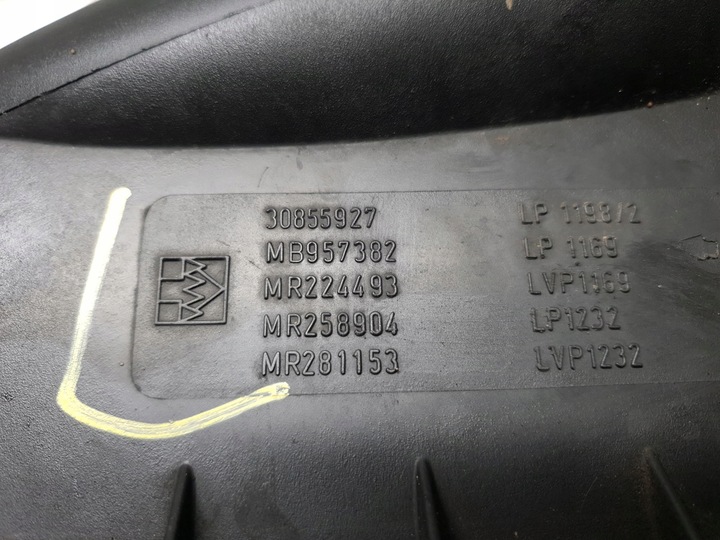 30855927 LP 1193/2
MB957382 LP 1169
MR224493 LVP1169
MR258904 LP1232
MR281153 LVP1232